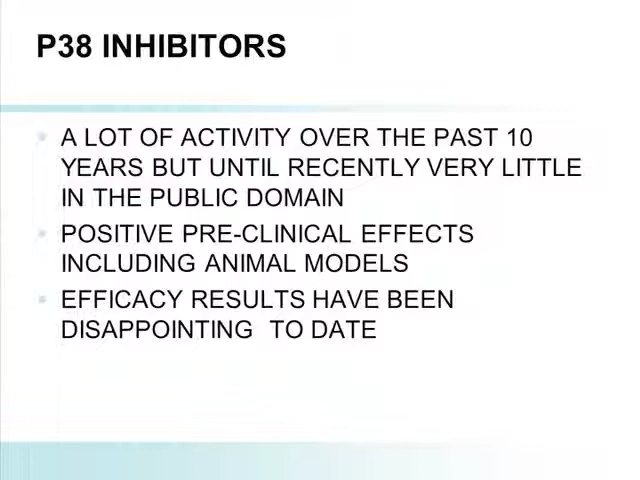 P38 INHIBITORS
A LOT OF ACTIVITY OVER THE PAST 10
YEARS BUT UNTIL RECENTLY VERY LITTLE
IN THE PUBLIC DOMAIN
POSITIVE PRE-CLINICAL EFFECTS
INCLUDING ANIMAL MODELS
EFFICACY RESULTS HAVE BEEN
DISAPPOINTING  TO DATE